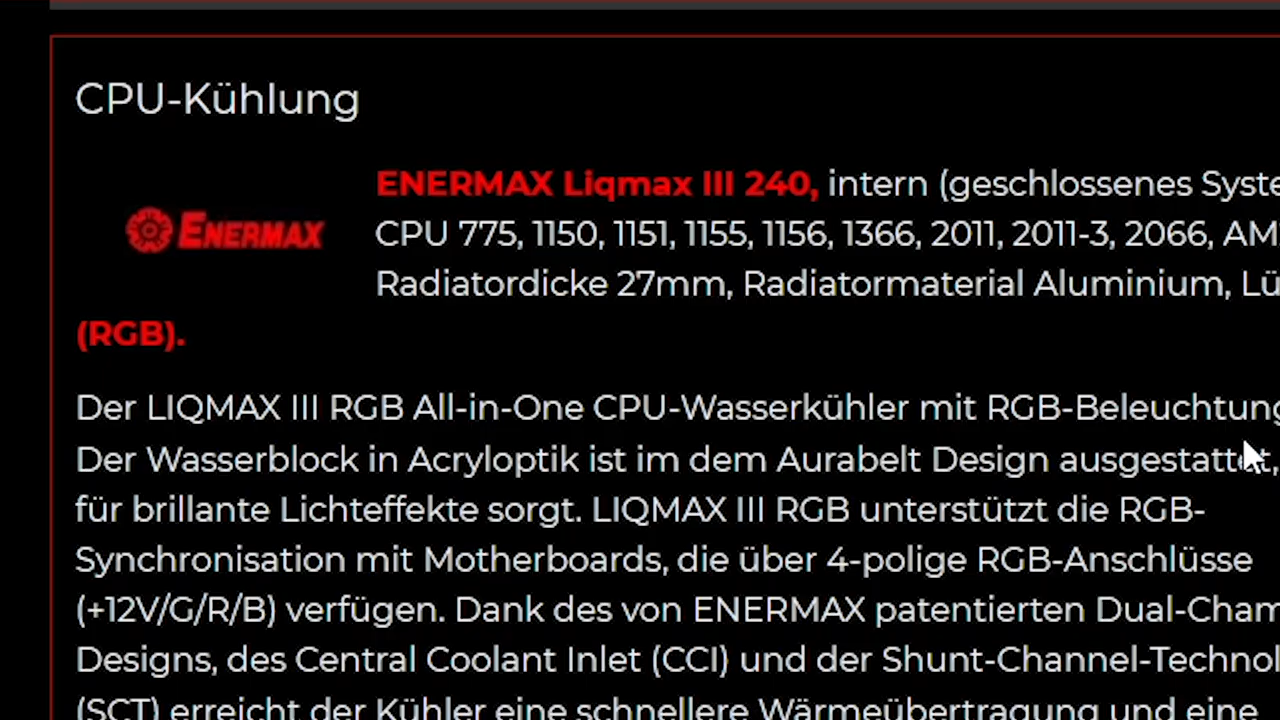 CPU-Kühlung
ENERMAX
ENERMAX Liqmax III 240, intern (geschlossenes
CPU 775, 1150, 1151, 1155, 1156, 1366, 2011, 2011-3, 2066,
Radiatordicke 27mm, Radiatormaterial Aluminium,
(RGB).
Der LIQMAX III RGB All-in-One CPU-Wasserkühler mit RGB-Beleuchtung
Der Wasserblock in Acryloptik ist im dem Aurabelt Design ausgestattet,
für brillante Lichteffekte sorgt. LIQMAX III RGB unterstützt die RGB-
Synchronisation mit Motherboards, die über 4-polige RGB-Anschlüsse
(+12V/G/R/B) verfügen. Dank des von ENERMAX patentierten
Designs, des Central Coolant Inlet (CCI) und der
(SCT) erreicht der Kühler eine schnellere Wärmeübertragung und eine